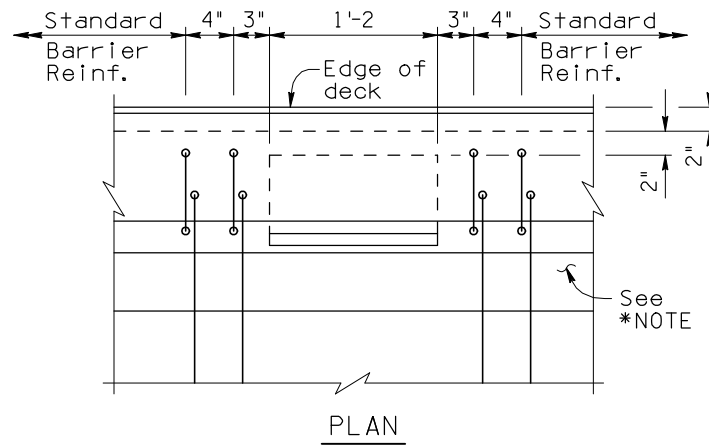 Standard
Barrier
Reinf.
4"
3"
1'-2
3"
4"
Standard
Barrier
Reinf.
Edge of
deck
2"
2"
See
*NOTE
PLAN